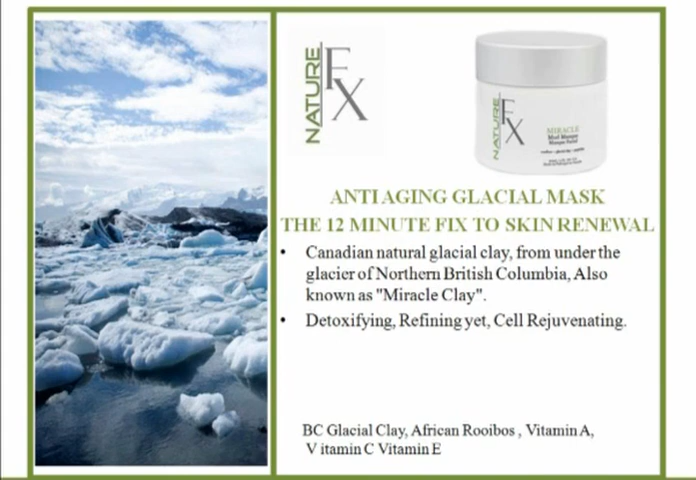 NATURE FX
NATURE FX
MIRACLE
Mud Masque
ANTI AGING GLACIAL MASK
THE 12 MINUTE FIX TO SKIN RENEWAL
• Canadian natural glacial clay, from under the
glacier of Northern British Columbia, Also
known as "Miracle Clay".
• Detoxifying, Refining yet, Cell Rejuvenating.
BC Glacial Clay, African Rooibos , Vitamin A,
V itamin C Vitamin E